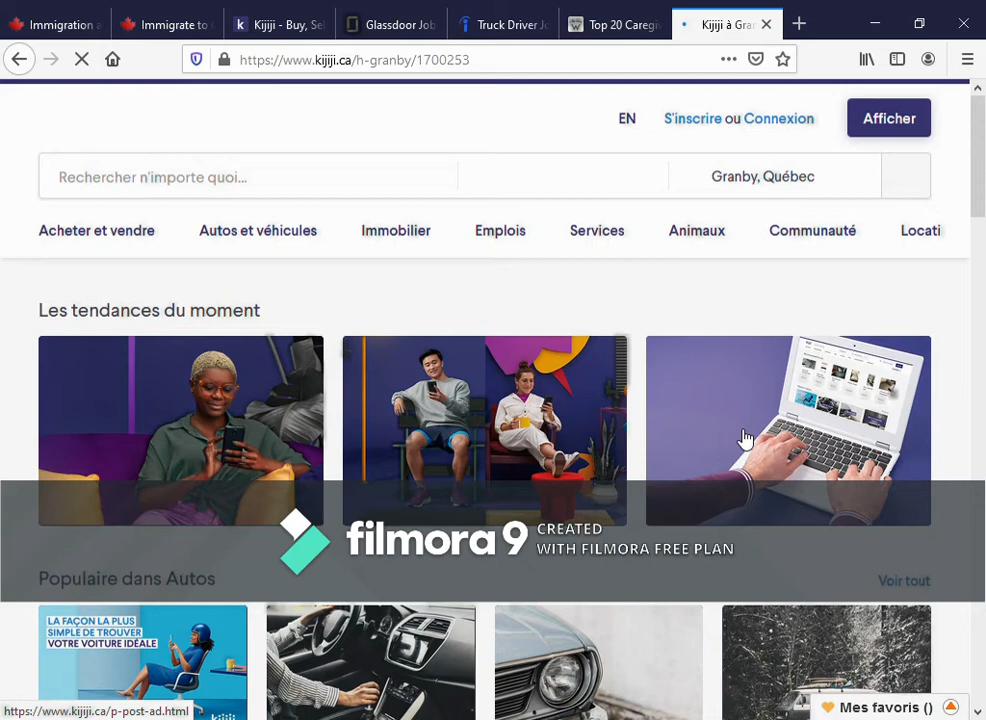 Immigration a
Immigrate to
Kijiji - Buy, Sel
Glassdoor Job
Truck Driver Jo
Top 20 Caregi
Kijiji à Gran
https://www.kijiji.ca/h-granby/1700253
EN
S'inscrire ou Connexion
Afficher
Rechercher n'importe quoi...
Granby, Québec
Acheter et vendre
Autos et véhicules
Immobilier
Emplois
Services
Animaux
Communauté
Locati
Les tendances du moment
filmora 9
CREATED
WITH FILMORA FREE PLAN
Populaire dans Autos
Voir tout
LA FAÇON LA PLUS
SIMPLE DE TROUVER
VOTRE VOITURE IDÉALE
kijiji
https://www.kijiji.ca/p-post-ad.html
Mes favoris ()